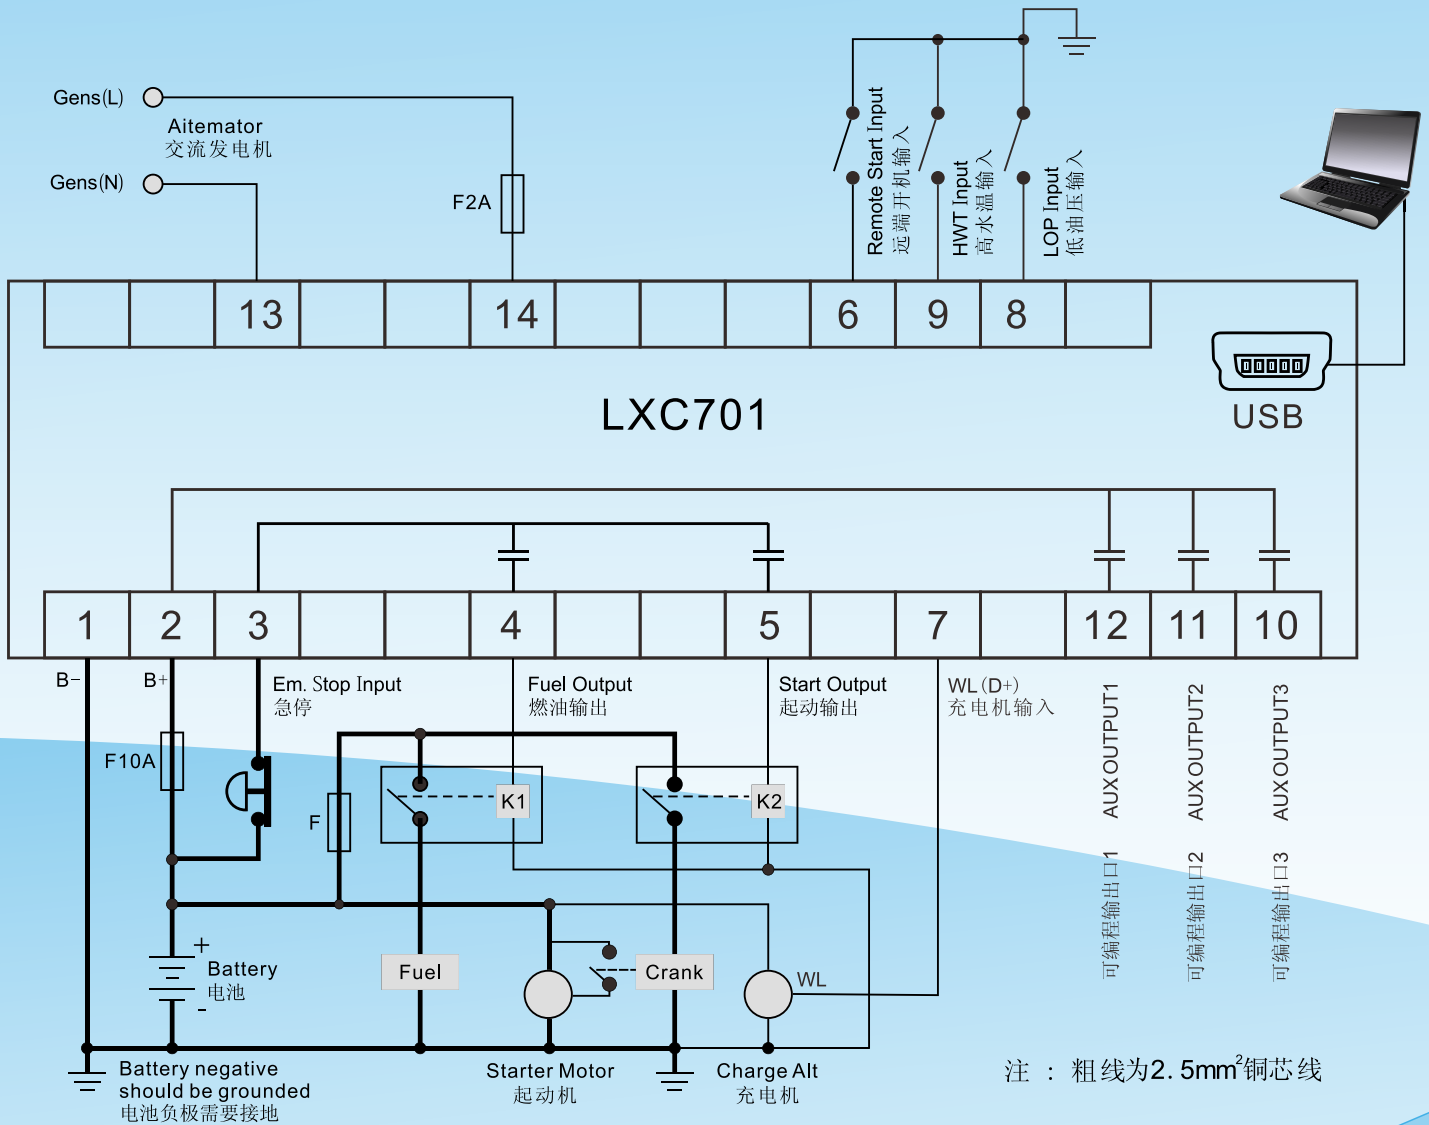 Gens(L)
Aitemator
交流发电机
Gens(N)
F2A
Remote Start Input
远端开机输入
HWT Input
高水温输入
LOP Input
低油压输入
13
14
6
9
8
LXC701
USB
1
2
3
4
5
7
12
11
10
B-
B+
Em. Stop Input
急停
Fuel Output
燃油输出
Start Output
起动输出
WL(D+)
充电机输入
AUXOUTPUT1
可编程输出口1
AUXOUTPUT2
可编程输出口2
AUXOUTPUT3
可编程输出口3
F10A
F
K1
K2
+
Battery
电池
-
Fuel
Crank
WL
Battery negative
should be grounded
电池负极需要接地
Starter Motor
起动机
Charge Alt
充电机
注 : 粗线为2.5mm²铜芯线